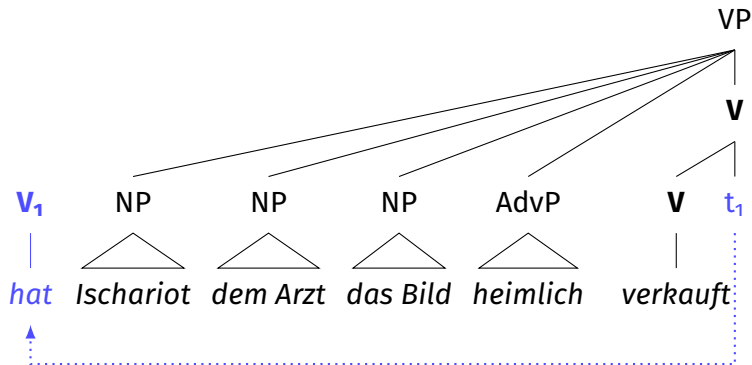 VP
V
V₁ NP NP NP AdvP V t₁
hat Ischariot dem Arzt das Bild heimlich verkauft